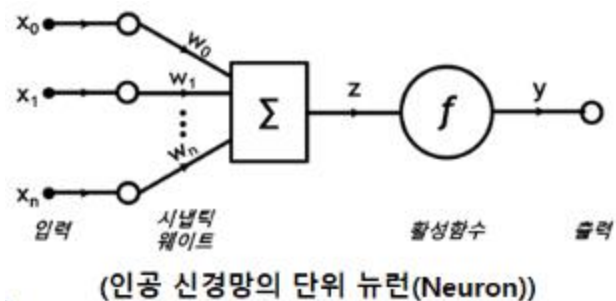 x₀
w₀
x₁
w₁
Σ
z
f
y
wₙ
xₙ
입력
시냅틱
웨이트
활성함수
출력
(인공 신경망의 단위 뉴런(Neuron))